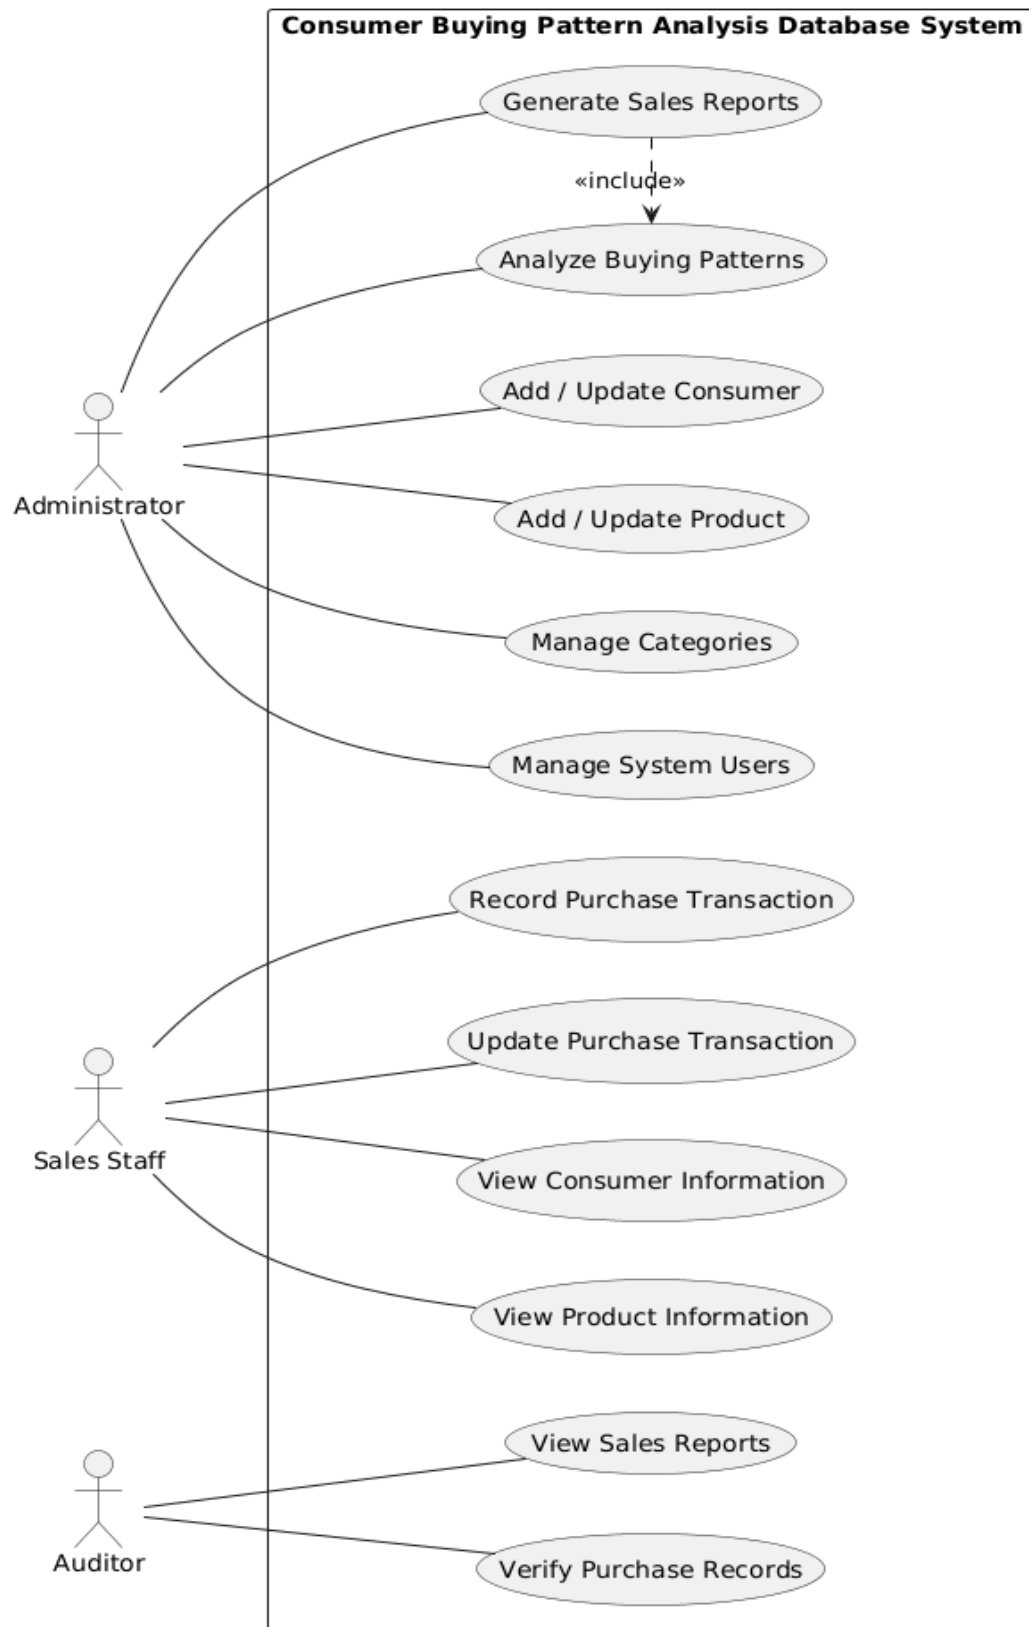 Consumer Buying Pattern Analysis Database System
Generate Sales Reports
«include»
Analyze Buying Patterns
Add / Update Consumer
Administrator
Add / Update Product
Manage Categories
Manage System Users
Record Purchase Transaction
Update Purchase Transaction
Sales Staff
View Consumer Information
View Product Information
View Sales Reports
Auditor
Verify Purchase Records